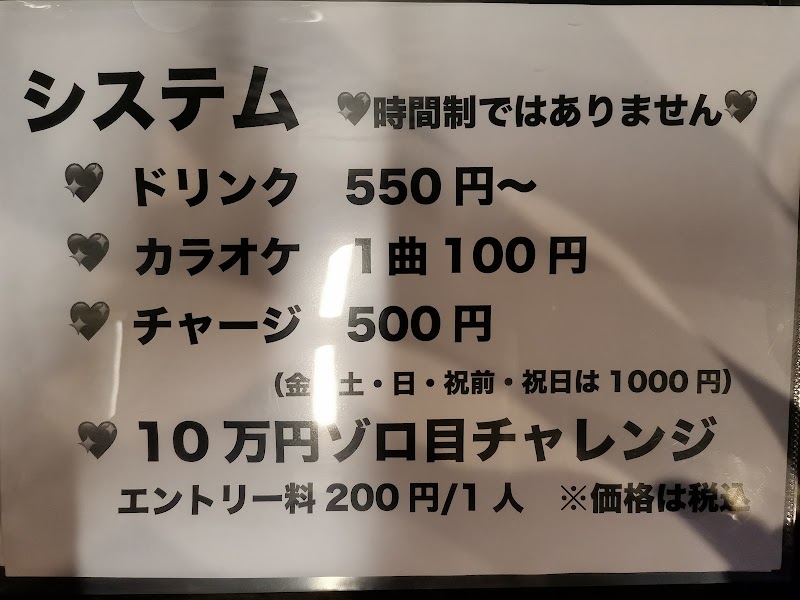 システム 💖時間制ではありません💖
💖 ドリンク 550円〜
💖 カラオケ 1曲100円
💖 チャージ 500円
（金・土・日・祝前・祝日は1000円）
💖 10万円ゾロ目チャレンジ
エントリー料200円/1人 ※価格は税込